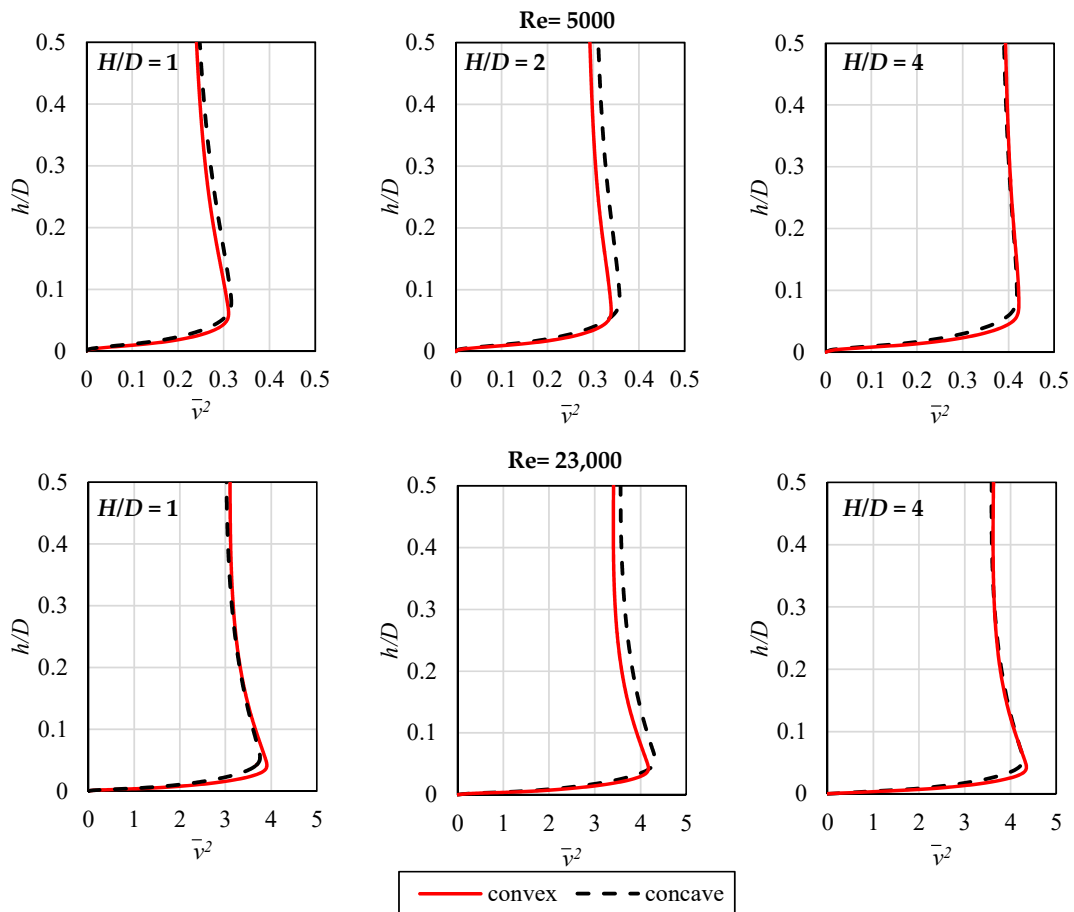 Re= 5000
H/D = 1
0.5
0.4
0.3
0.2
0.1
0
h/D
0 0.1 0.2 0.3 0.4 0.5
v̄²
H/D = 2
0.5
0.4
0.3
0.2
0.1
0
h/D
0 0.1 0.2 0.3 0.4 0.5
v̄²
H/D = 4
0.5
0.4
0.3
0.2
0.1
0
h/D
0 0.1 0.2 0.3 0.4 0.5
v̄²
Re= 23,000
H/D = 1
0.5
0.4
0.3
0.2
0.1
0
h/D
0 1 2 3 4 5
v̄²
0.5
0.4
0.3
0.2
0.1
0
h/D
0 1 2 3 4 5
v̄²
H/D = 4
0.5
0.4
0.3
0.2
0.1
0
h/D
0 1 2 3 4 5
v̄²
convex concave